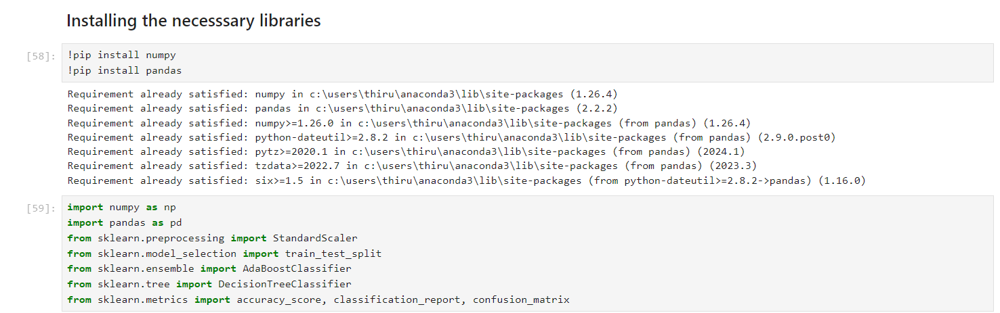 Installing the necesssary libraries
[58]:
!pip install numpy
!pip install pandas
Requirement already satisfied: numpy in c:\users\thiru\anaconda3\lib\site-packages (1.26.4)
Requirement already satisfied: pandas in c:\users\thiru\anaconda3\lib\site-packages (2.2.2)
Requirement already satisfied: numpy>=1.26.0 in c:\users\thiru\anaconda3\lib\site-packages (from pandas) (1.26.4)
Requirement already satisfied: python-dateutil>=2.8.2 in c:\users\thiru\anaconda3\lib\site-packages (from pandas) (2.9.0.post0)
Requirement already satisfied: pytz>=2020.1 in c:\users\thiru\anaconda3\lib\site-packages (from pandas) (2024.1)
Requirement already satisfied: tzdata>=2022.7 in c:\users\thiru\anaconda3\lib\site-packages (from pandas) (2023.3)
Requirement already satisfied: six>=1.5 in c:\users\thiru\anaconda3\lib\site-packages (from python-dateutil>=2.8.2->pandas) (1.16.0)
[59]:
import numpy as np
import pandas as pd
from sklearn.preprocessing import StandardScaler
from sklearn.model_selection import train_test_split
from sklearn.ensemble import AdaBoostClassifier
from sklearn.tree import DecisionTreeClassifier
from sklearn.metrics import accuracy_score, classification_report, confusion_matrix